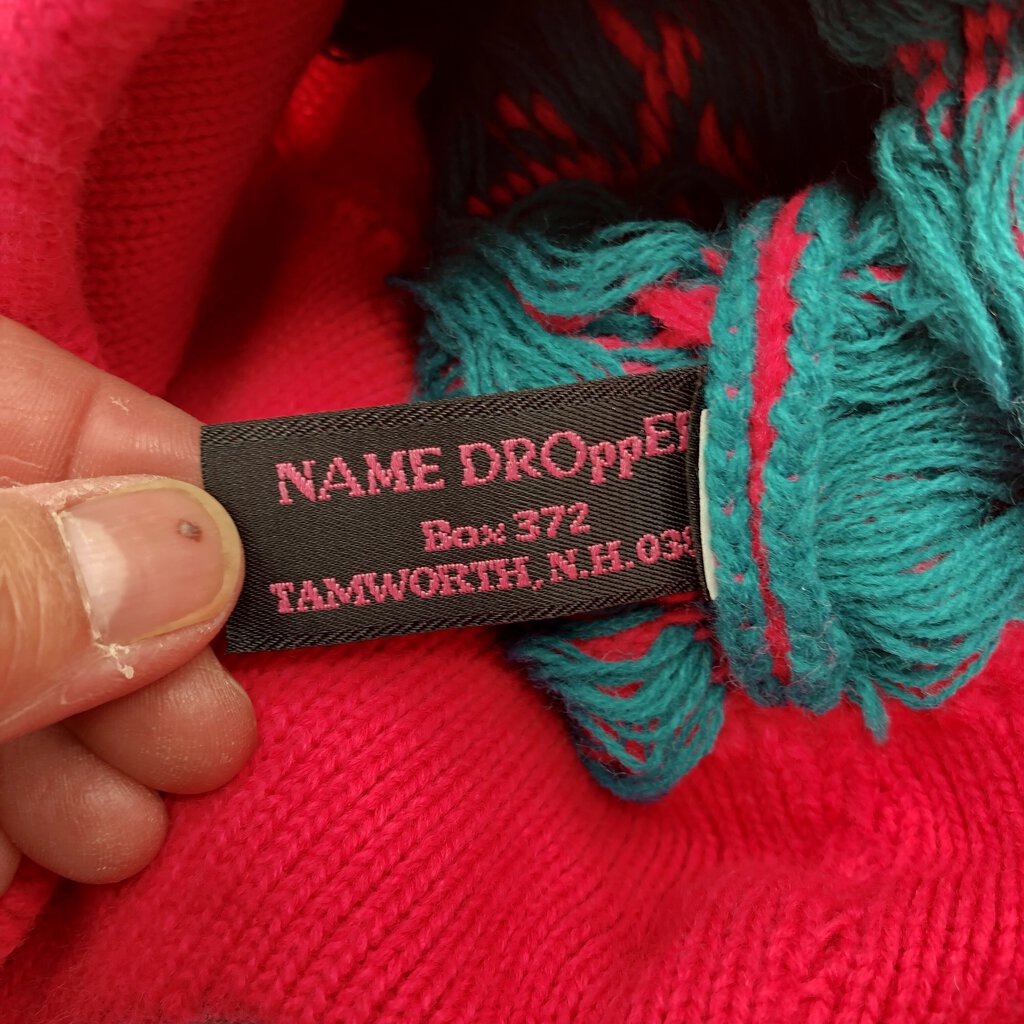 NAME DROppE
Box 372
TAMWORTH, N.H. 03